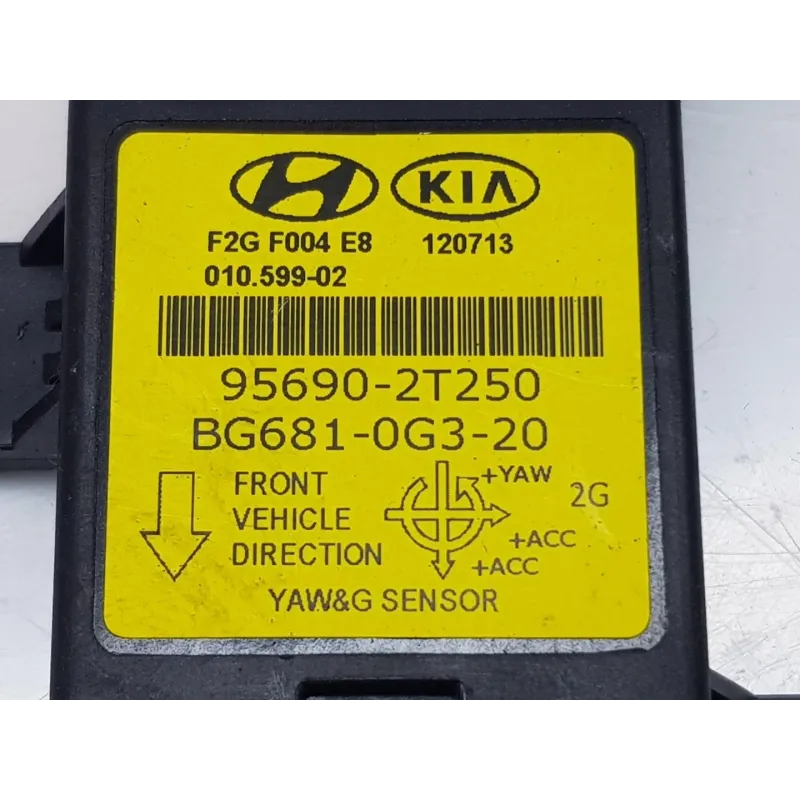 KIA
F2G F004 E8 120713
010.599-02
95690-2T250
BG681-0G3-20
FRONT
VEHICLE
DIRECTION
+YAW
2G
+ACC
+ACC
YAW&G SENSOR